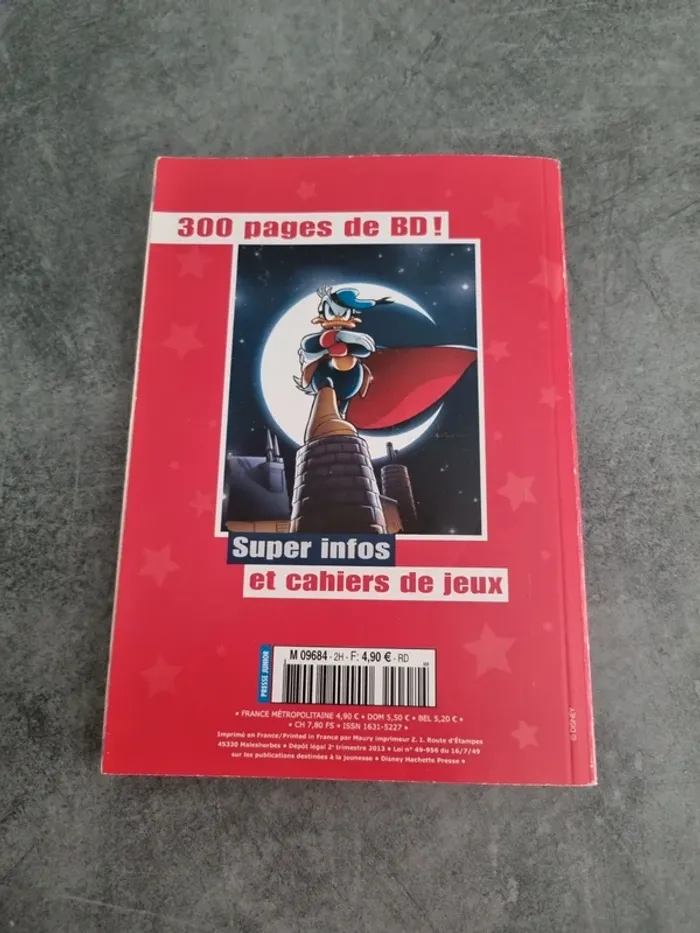 300 pages de BD !
Super infos
et cahiers de jeux
PRESSE JUNIOR
M 09684 - 2H - F: 4,90 € - RD
• FRANCE MÉTROPOLITAINE 4,90 € • DOM 5,50 € • BEL 5,20 € •
• CH 7,80 FS • ISSN 1631-5227 •
Imprimé en France/Printed in France par Maury imprimeur Z. I. Route d'Étampes
45330 Malesherbes • Dépôt légal 2e trimestre 2013 • Loi n° 49-956 du 16/7/49
sur les publications destinées à la jeunesse • Disney Hachette Presse •
© DISNEY